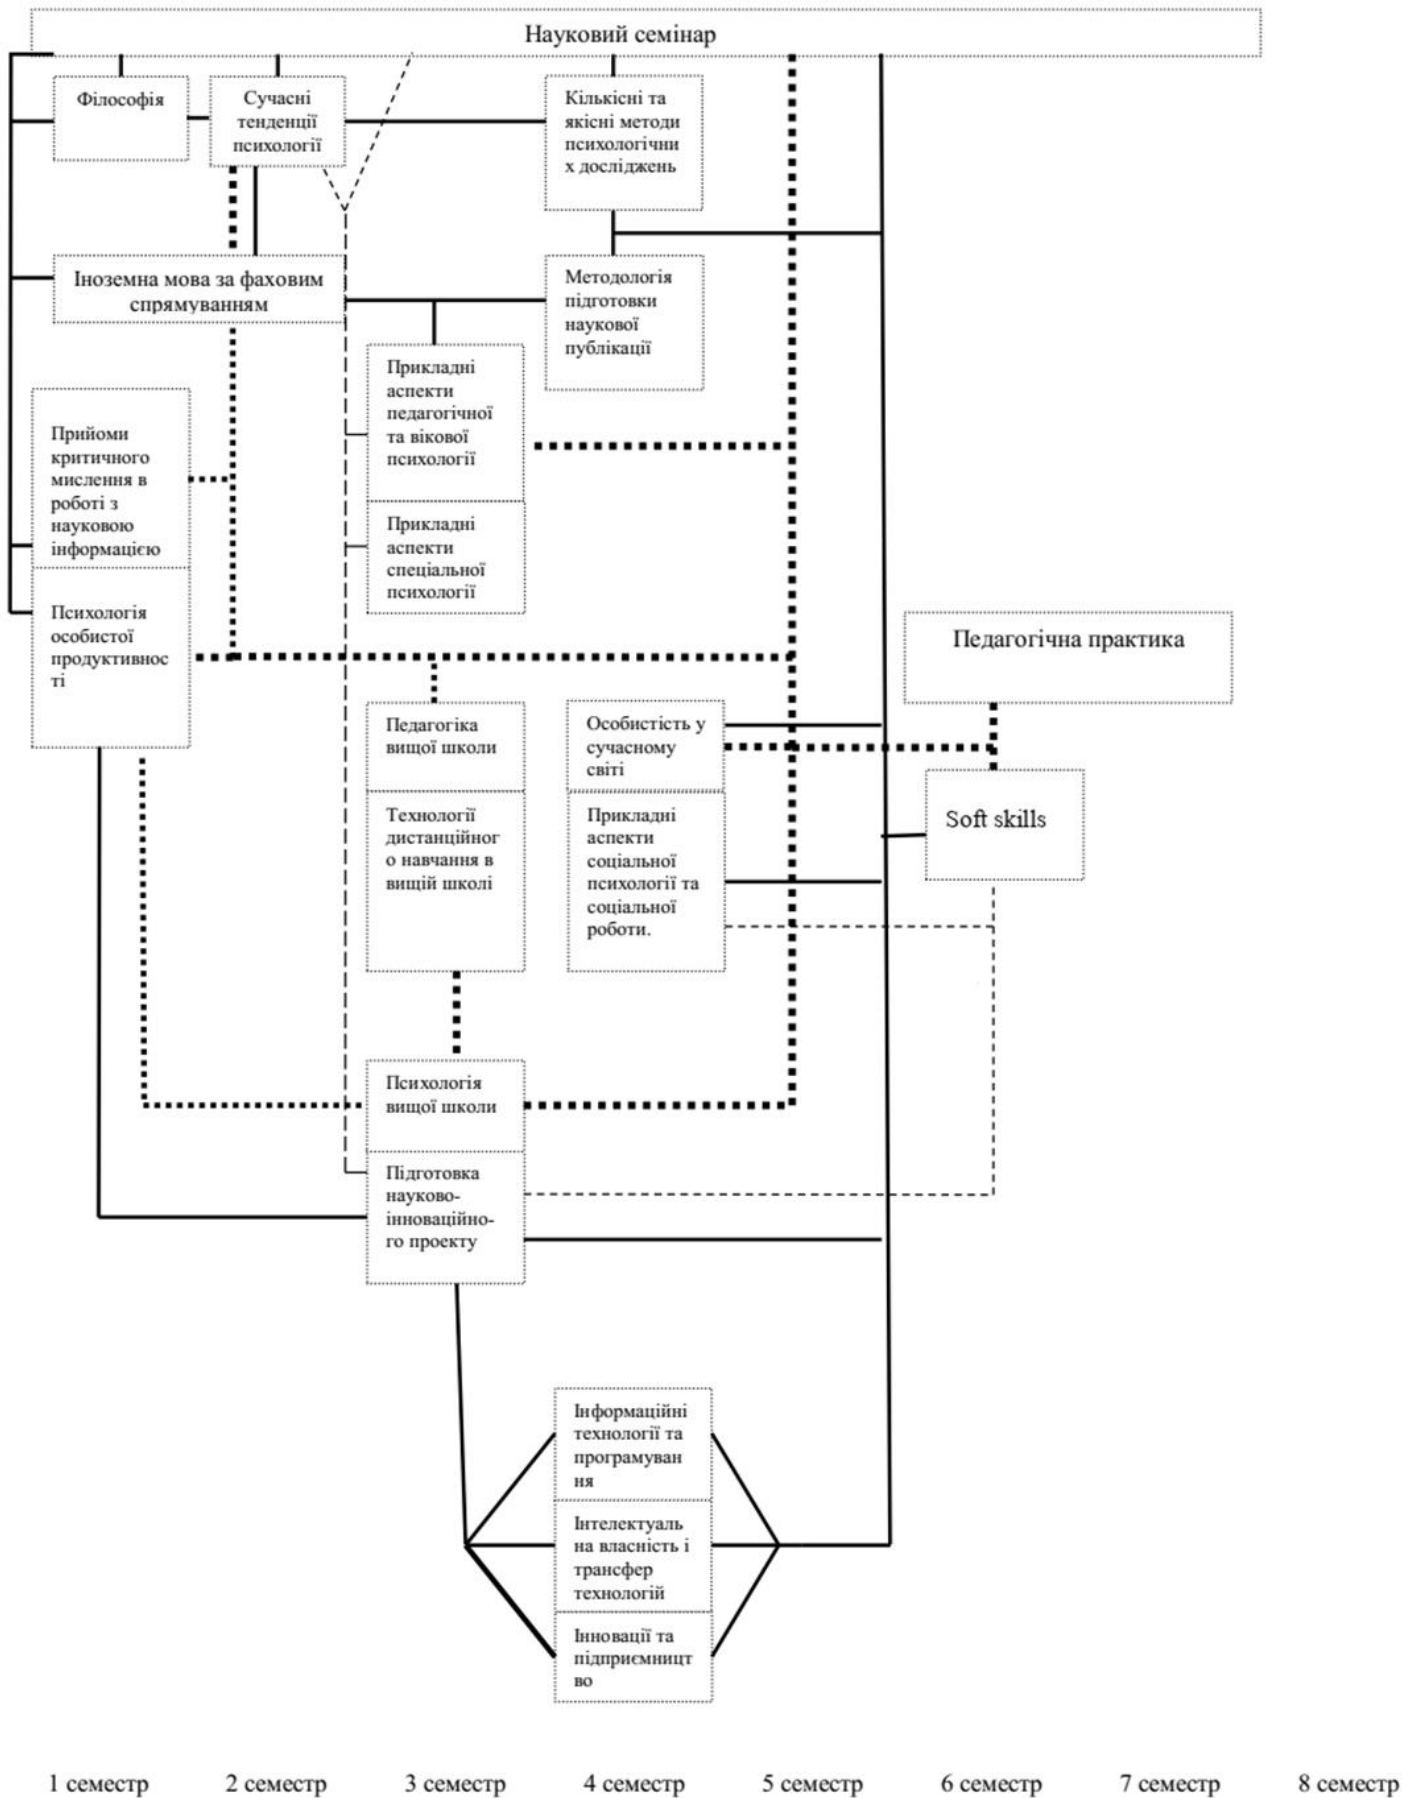 Науковий семінар
Філософія
Сучасні
тенденції
психології
Кількісні та
якісні методи
психологічни
х досліджень
Іноземна мова за фаховим
спрямуванням
Методологія
підготовки
наукової
публікації
Прикладні
аспекти
педагогічної
та вікової
психології
Прийоми
критичного
мислення в
роботі з
науковою
інформацією
Прикладні
аспекти
спеціальної
психології
Психологія
особистої
продуктивнос
ті
Педагогічна практика
Педагогіка
вищої школи
Особистість у
сучасному
світі
Технології
дистанційног
о навчання в
вищій школі
Прикладні
аспекти
соціальної
психології та
соціальної
роботи.
Soft skills
Психологія
вищої школи
Підготовка
науково-
інноваційно-
го проекту
Інформаційні
технології та
програмуван
ня
Інтелектуаль
на власність і
трансфер
технологій
Інновації та
підприємницт
во
1 семестр 2 семестр 3 семестр 4 семестр 5 семестр 6 семестр 7 семестр 8 семестр